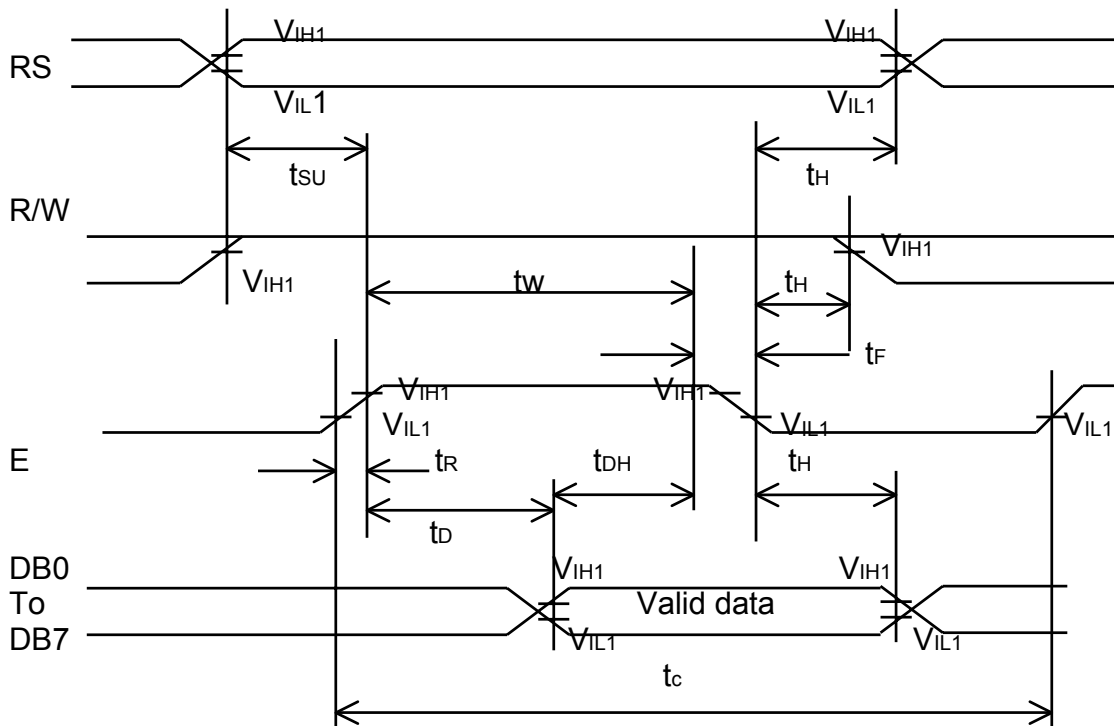 VIH1 VIH1
RS
VIL1 VIL1
tSU tH
R/W
VIH1
VIH1 tw tH
tF
VIH1 VIH1
VIL1 VIL1 VIL1
E tR tDH tH
tD
DB0 VIH1 VIH1
To Valid data
DB7 VIL1 VIL1
tc